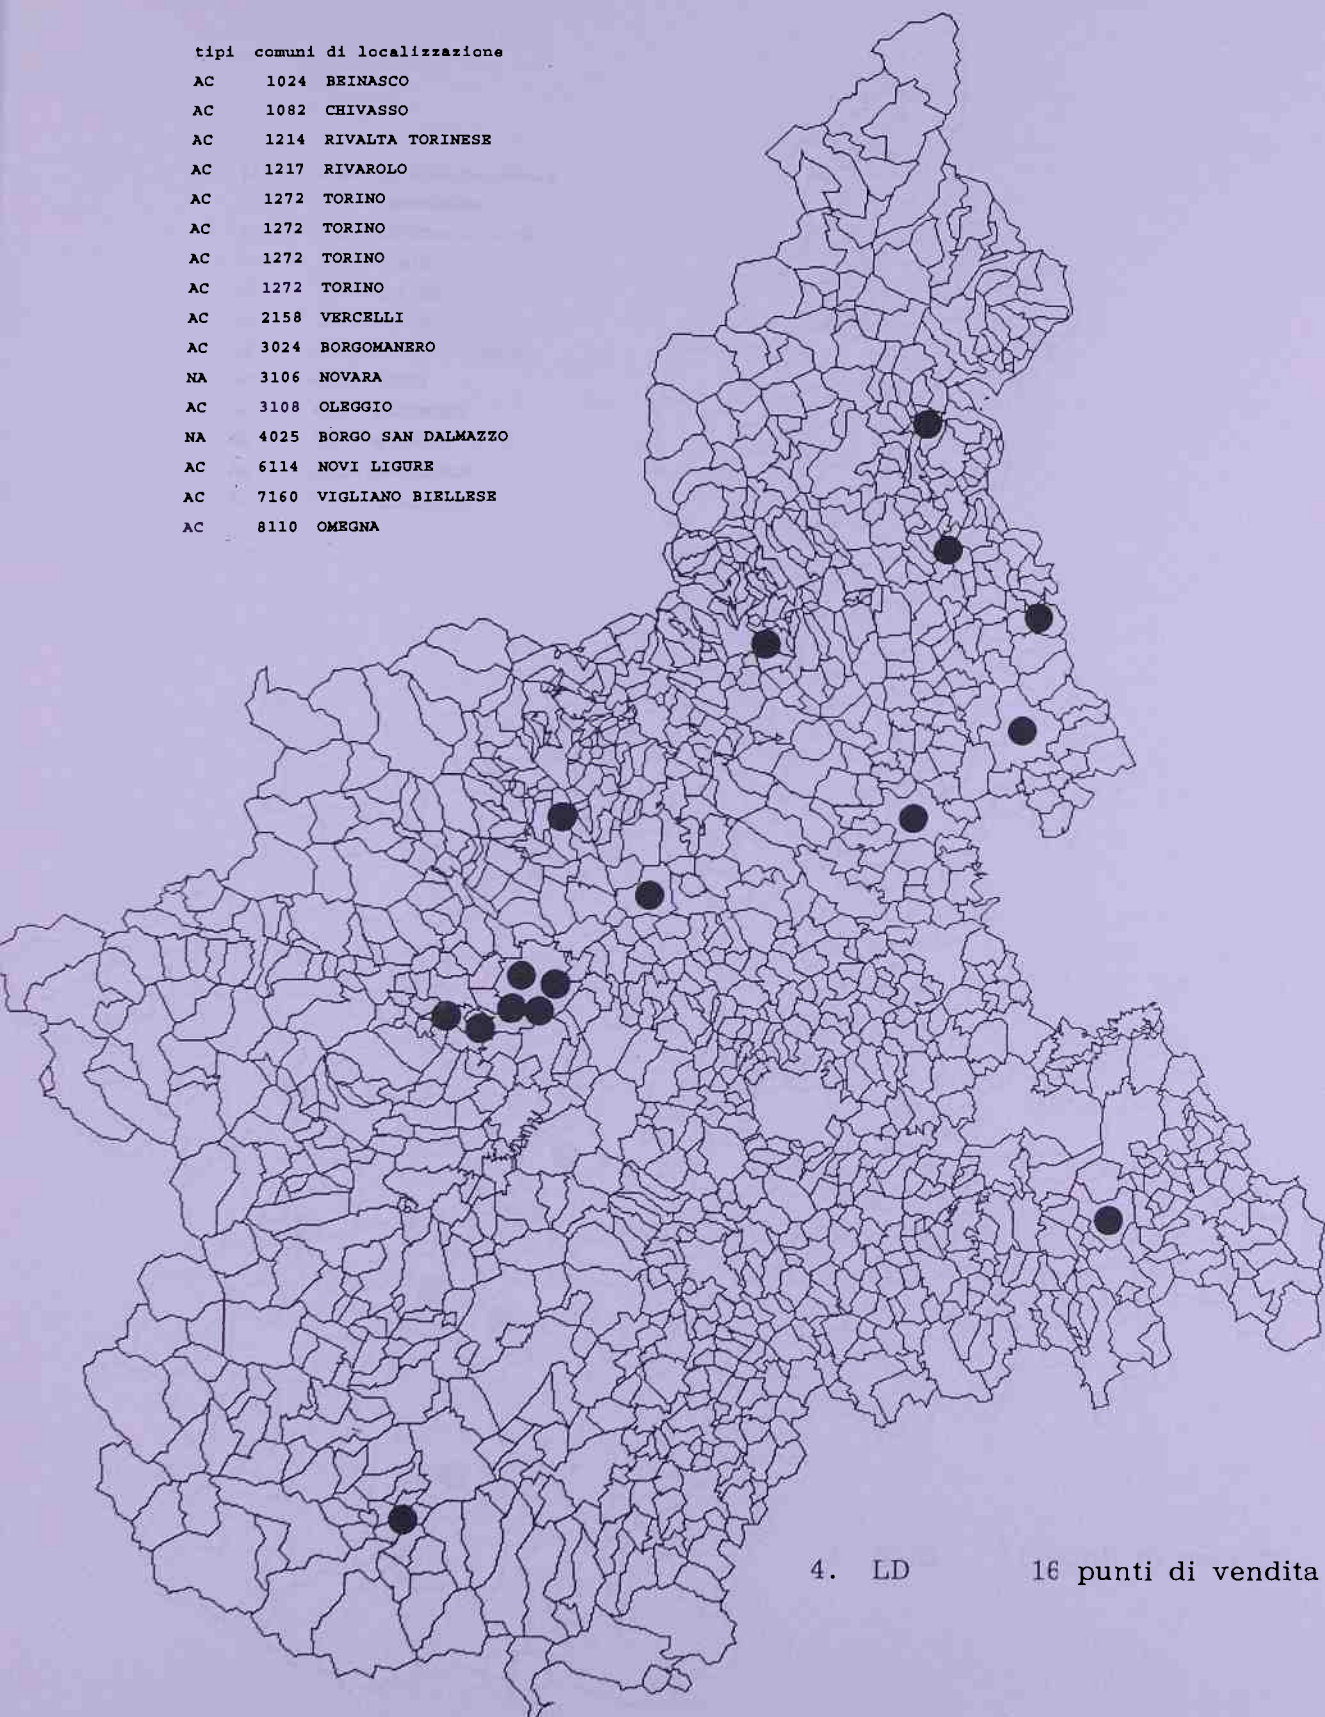 tipi comuni di localizzazione
AC 1024 BEINASCO
AC 1082 CHIVASSO
AC 1214 RIVALTA TORINESE
AC 1217 RIVAROLO
AC 1272 TORINO
AC 1272 TORINO
AC 1272 TORINO
AC 1272 TORINO
AC 2158 VERCELLI
AC 3024 BORGOMANERO
NA 3106 NOVARA
AC 3108 OLEGGIO
NA 4025 BORGO SAN DALMAZZO
AC 6114 NOVI LIGURE
AC 7160 VIGLIANO BIELLESE
AC 8110 OMEGNA
4. LD 16 punti di vendita